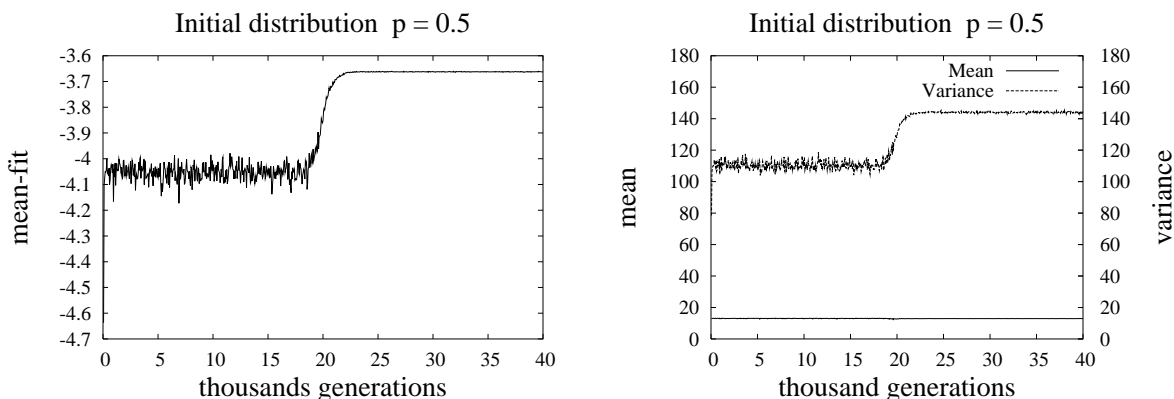 Initial distribution p = 0.5
mean-fit
-3.6
-3.7
-3.8
-3.9
-4
-4.1
-4.2
-4.3
-4.4
-4.5
-4.6
-4.7
0 5 10 15 20 25 30 35 40
thousands generations
Initial distribution p = 0.5
mean
180
160
140
120
100
80
60
40
20
0
Mean
Variance
180
160
140
120
100
80
60
40
20
0
variance
0 5 10 15 20 25 30 35 40
thousand generations